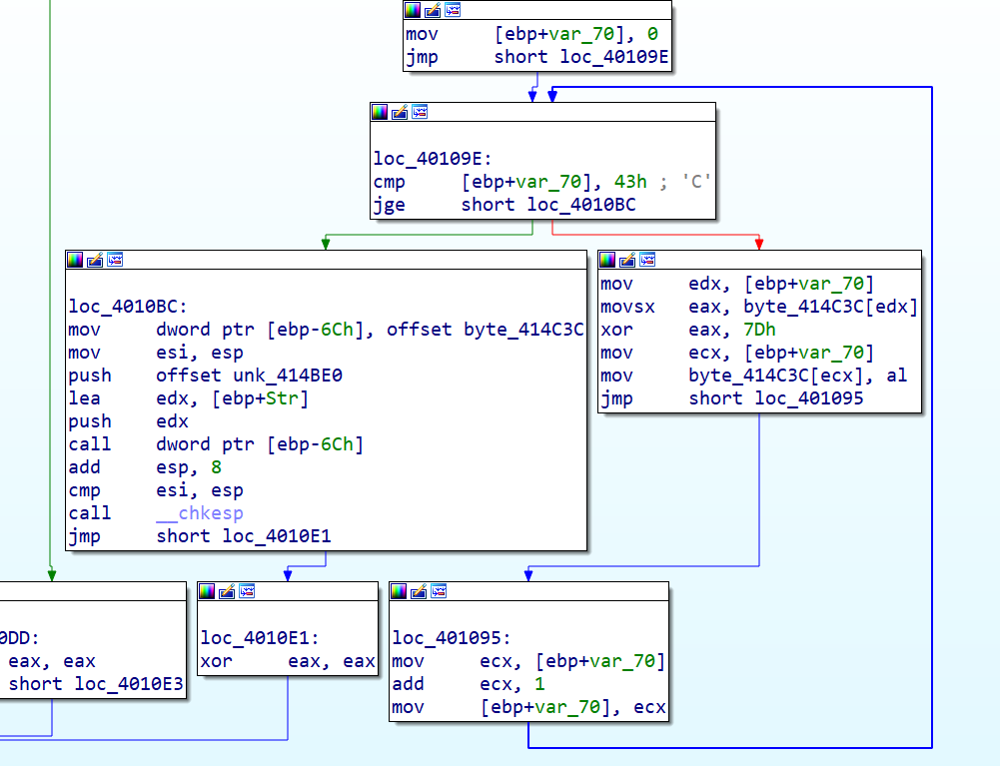 mov [ebp+var_70], 0
jmp short loc_40109E
loc_40109E:
cmp [ebp+var_70], 43h ; 'C'
jge short loc_4010BC
loc_4010BC:
mov dword ptr [ebp-6Ch], offset byte_414C3C
mov esi, esp
push offset unk_414BE0
lea edx, [ebp+Str]
push edx
call dword ptr [ebp-6Ch]
add esp, 8
cmp esi, esp
call __chkesp
jmp short loc_4010E1
mov edx, [ebp+var_70]
movsx eax, byte_414C3C[edx]
xor eax, 7Dh
mov ecx, [ebp+var_70]
mov byte_414C3C[ecx], al
jmp short loc_401095
0DD:
eax, eax
short loc_4010E3
loc_4010E1:
xor eax, eax
loc_401095:
mov ecx, [ebp+var_70]
add ecx, 1
mov [ebp+var_70], ecx